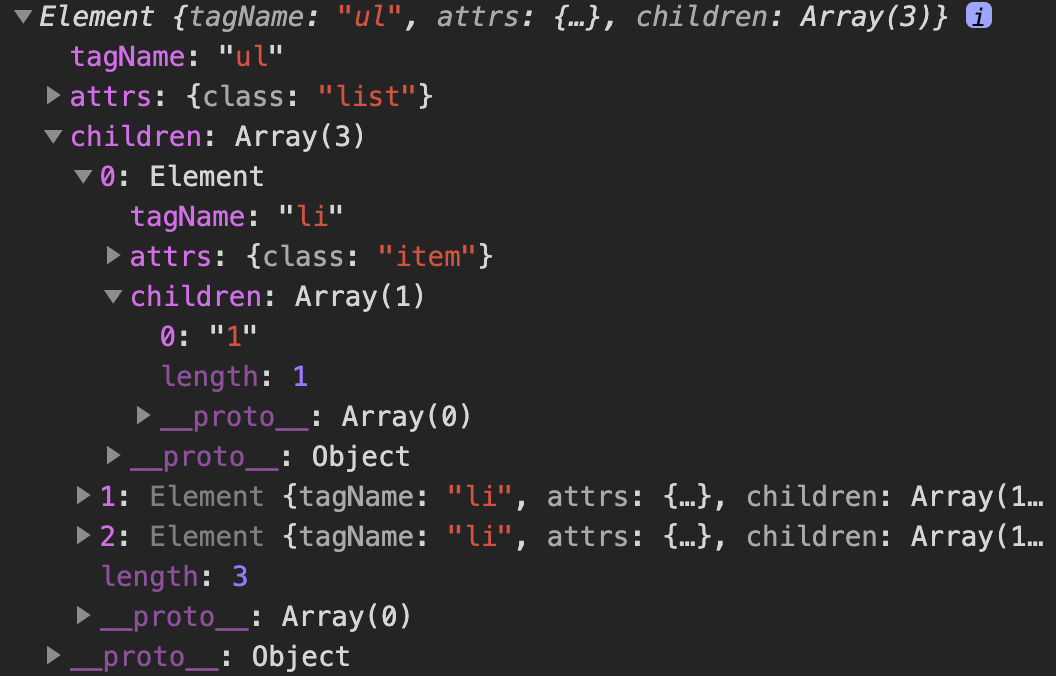 ▼Element {tagName: "ul", attrs: {…}, children: Array(3)} i
tagName: "ul"
▶attrs: {class: "list"}
▼children: Array(3)
▼0: Element
tagName: "li"
▶attrs: {class: "item"}
▼children: Array(1)
0: "1"
length: 1
▶__proto__: Array(0)
▶__proto__: Object
▶1: Element {tagName: "li", attrs: {…}, children: Array(1…
▶2: Element {tagName: "li", attrs: {…}, children: Array(1…
length: 3
▶__proto__: Array(0)
▶__proto__: Object